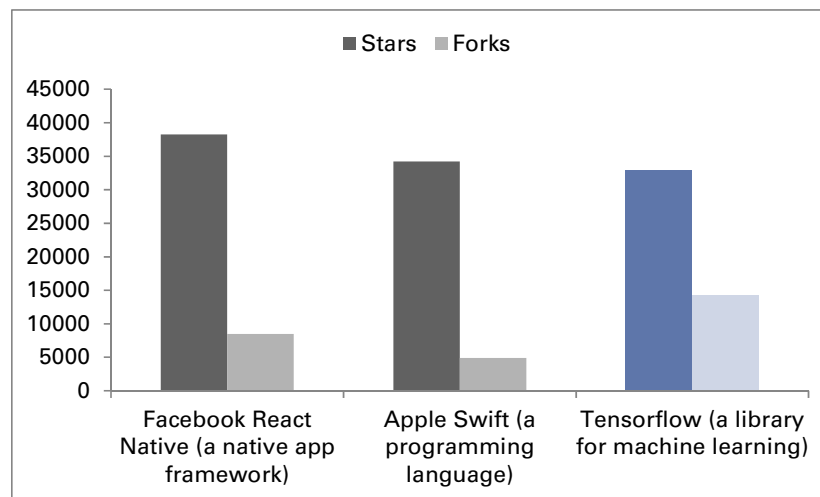 Stars Forks
45000
40000
35000
30000
25000
20000
15000
10000
5000
0
Facebook React
Native (a native app
framework)
Apple Swift (a
programming
language)
Tensorflow (a library
for machine learning)